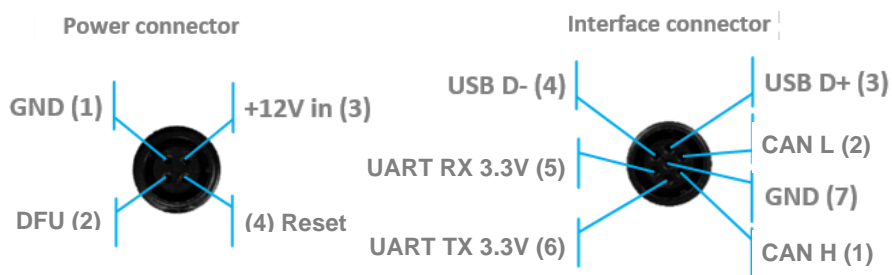 Power connector
GND (1)
+12V in (3)
DFU (2)
(4) Reset
Interface connector
USB D- (4)
USB D+ (3)
UART RX 3.3V (5)
CAN L (2)
GND (7)
UART TX 3.3V (6)
CAN H (1)